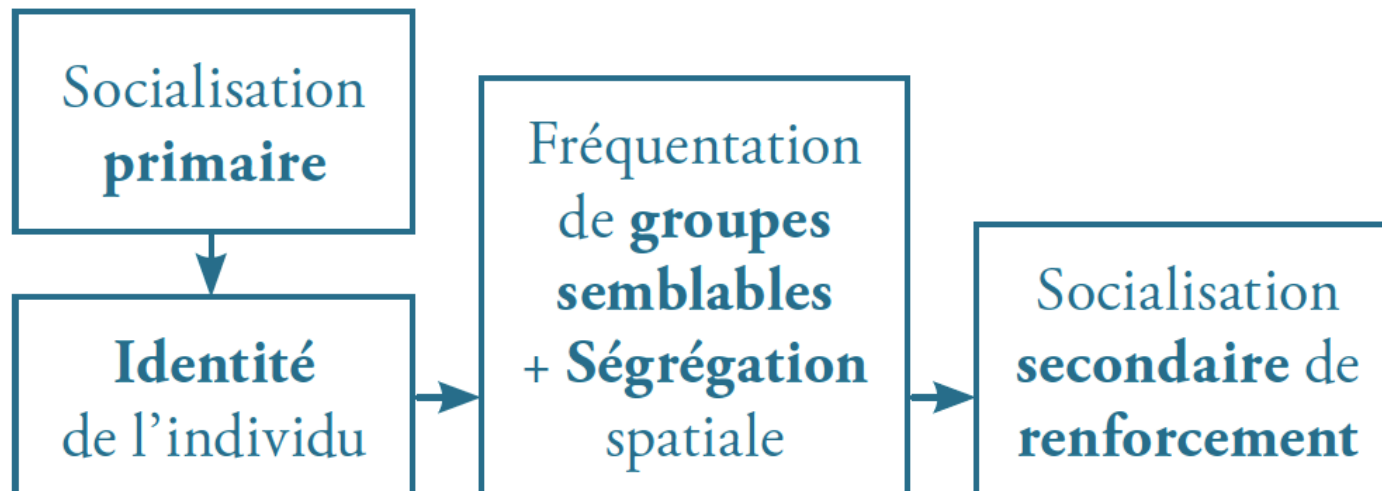 Socialisation
primaire
Identité
de l’individu
Fréquentation
de groupes
semblables
+ Ségrégation
spatiale
Socialisation
secondaire de
renforcement